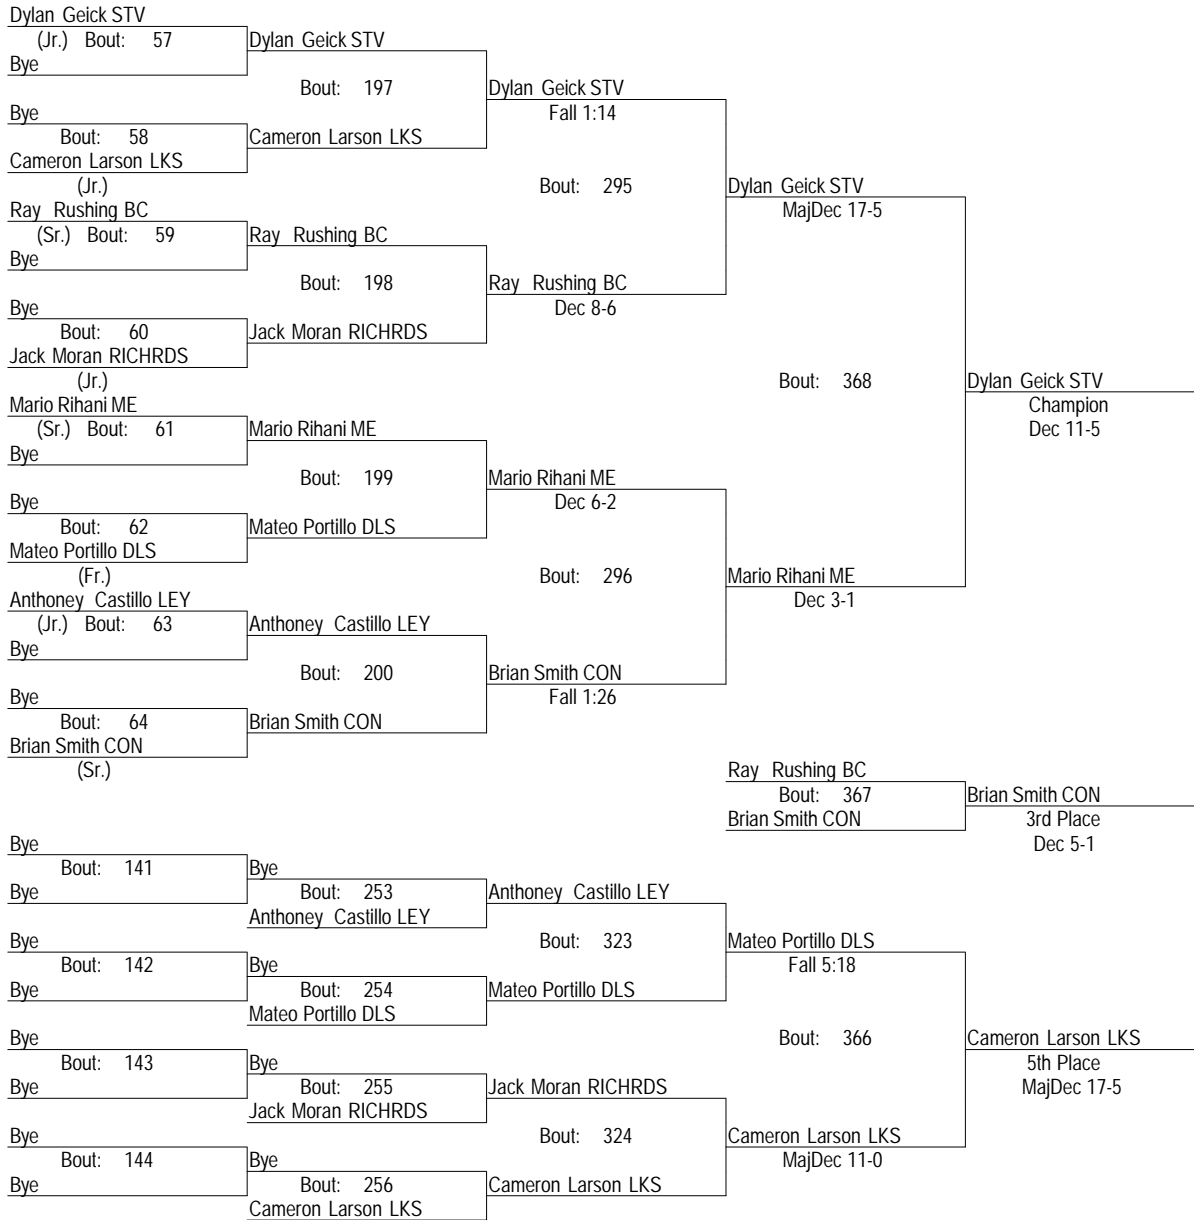 Dylan Geick STV
(Jr.) Bout: 57 Dylan Geick STV
Bye
Bout: 197 Dylan Geick STV
Bye Fall 1:14
Bout: 58 Cameron Larson LKS
Cameron Larson LKS
(Jr.) Bout: 295 Dylan Geick STV
Ray Rushing BC MajDec 17-5
(Sr.) Bout: 59 Ray Rushing BC
Bye
Bout: 198 Ray Rushing BC
Bye Dec 8-6
Bout: 60 Jack Moran RICHRDS
Jack Moran RICHRDS
(Jr.) Bout: 368 Dylan Geick STV
Mario Rihani ME Champion
(Sr.) Bout: 61 Mario Rihani ME Dec 11-5
Bye
Bout: 199 Mario Rihani ME
Bye Dec 6-2
Bout: 62 Mateo Portillo DLS
Mateo Portillo DLS
(Fr.) Bout: 296 Mario Rihani ME
Anthoney Castillo LEY Dec 3-1
(Jr.) Bout: 63 Anthoney Castillo LEY
Bye
Bout: 200 Brian Smith CON
Bye Fall 1:26
Bout: 64 Brian Smith CON
Brian Smith CON
(Sr.) Ray Rushing BC
Bout: 367 Brian Smith CON
Brian Smith CON 3rd Place
Bye Dec 5-1
Bout: 141 Bye
Bye Bout: 253 Anthoney Castillo LEY
Anthoney Castillo LEY
Bye Bout: 323 Mateo Portillo DLS
Bout: 142 Bye Fall 5:18
Bye Bout: 254 Mateo Portillo DLS
Mateo Portillo DLS
Bye Bout: 366 Cameron Larson LKS
Bout: 143 Bye 5th Place
Bye Bout: 255 Jack Moran RICHRDS MajDec 17-5
Jack Moran RICHRDS
Bye Bout: 324 Cameron Larson LKS
Bout: 144 Bye MajDec 11-0
Bye Bout: 256 Cameron Larson LKS
Cameron Larson LKS